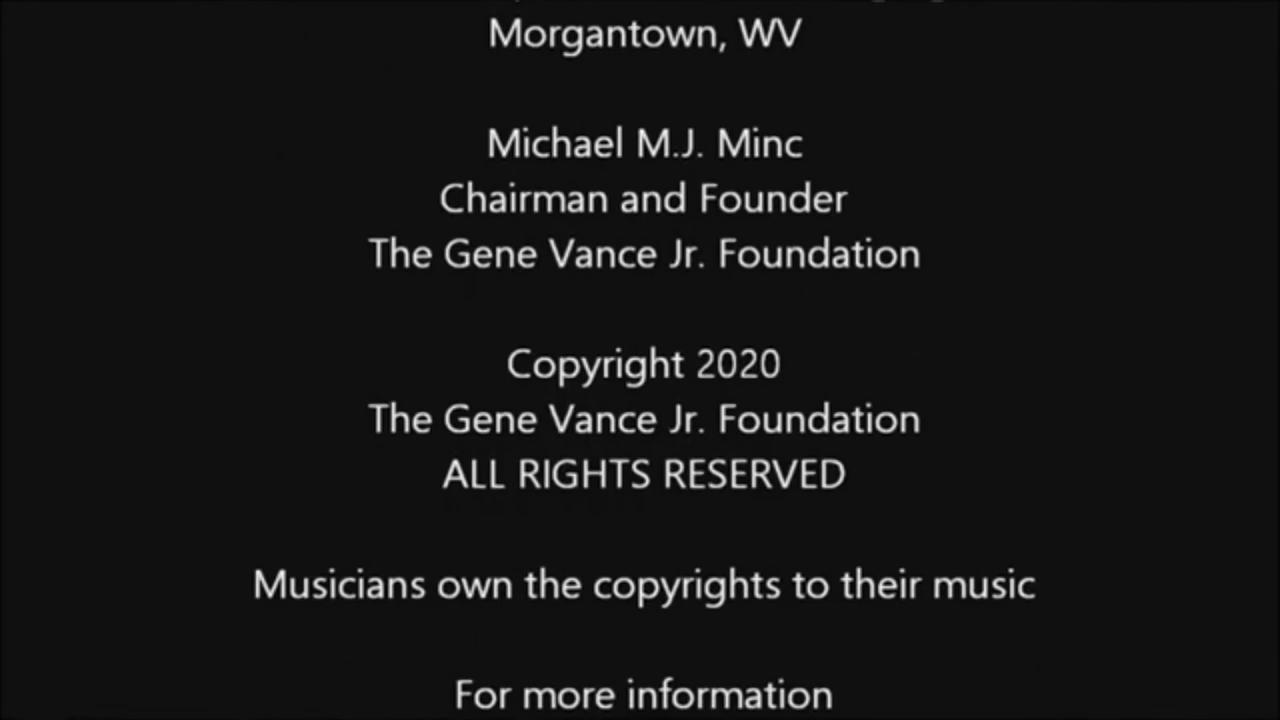 Morgantown, WV
Michael M.J. Minc
Chairman and Founder
The Gene Vance Jr. Foundation
Copyright 2020
The Gene Vance Jr. Foundation
ALL RIGHTS RESERVED
Musicians own the copyrights to their music
For more information